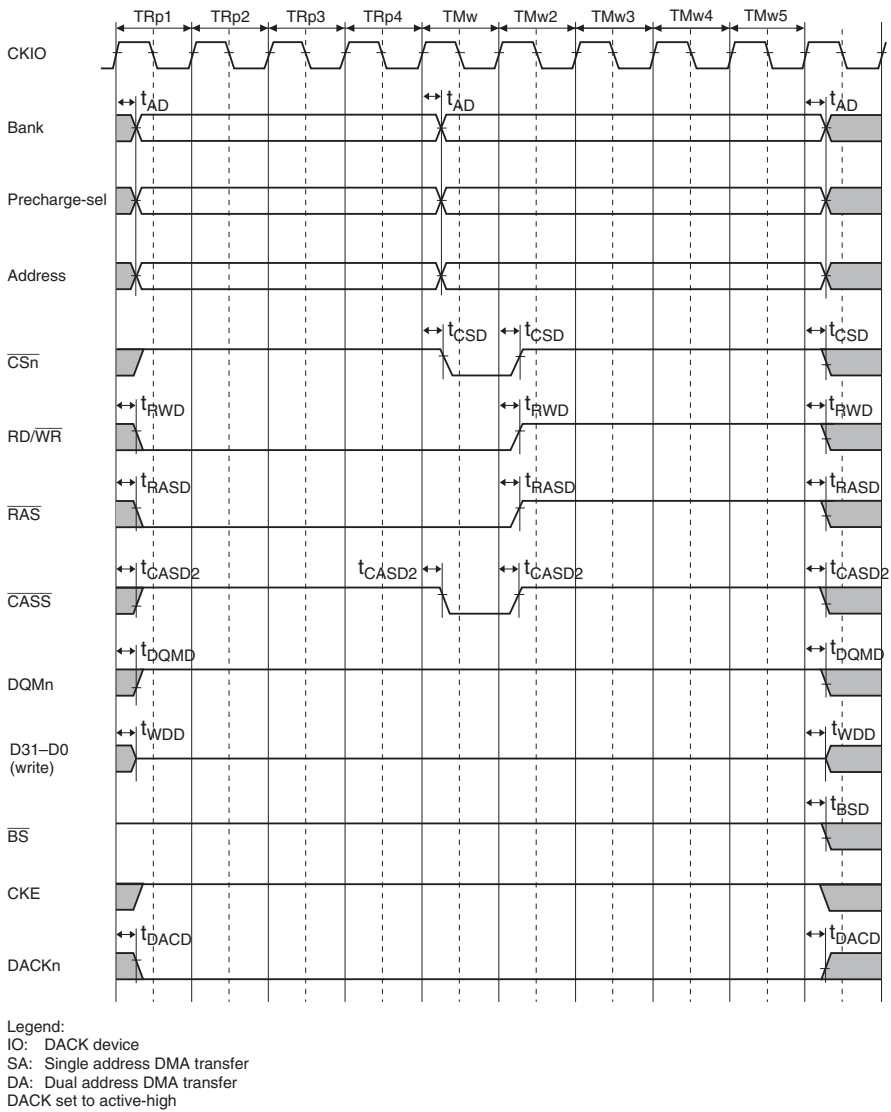 TRp1 TRp2 TRp3 TRp4 TMw TMw2 TMw3 TMw4 TMw5
CKIO
tAD tAD tAD
Bank
Precharge-sel
Address
tCSD tCSD tCSD
CSn
tRWD tRWD tRWD
RD/WR
tRASD tRASD tRASD
RAS
tCASD2 tCASD2 tCASD2 tCASD2
CASS
tDQMD tDQMD
DQMn
tWDD tWDD
D31–D0
(write)
tBSD
BS
CKE
tDACD tDACD
DACKn
Legend:
IO: DACK device
SA: Single address DMA transfer
DA: Dual address DMA transfer
DACK set to active-high